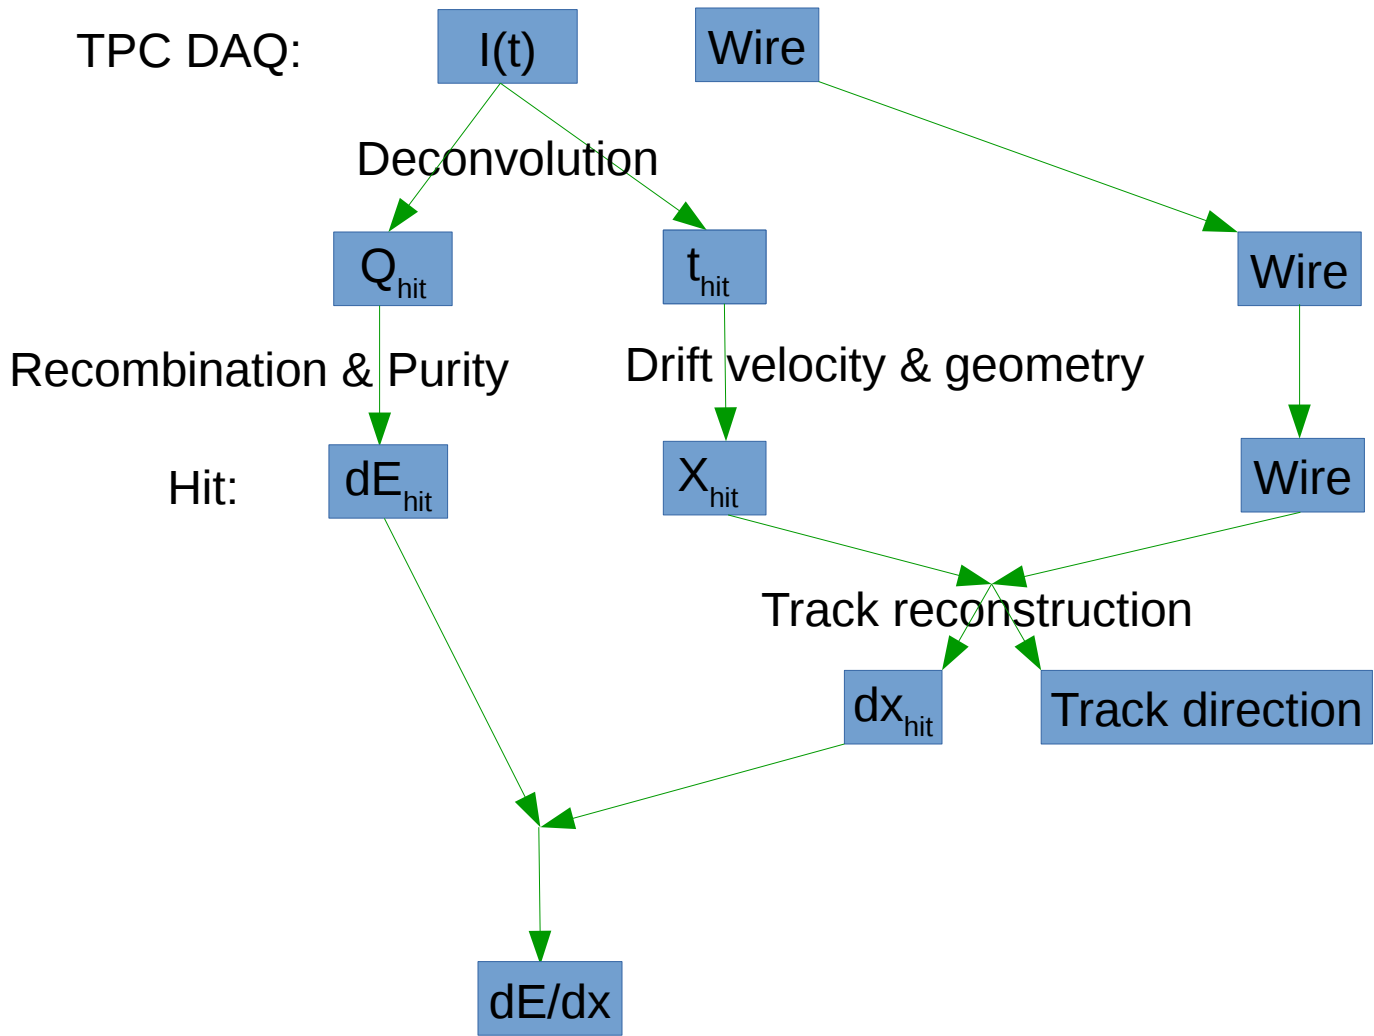 TPC DAQ: I(t) Wire
Deconvolution
Qhit thit Wire
Recombination & Purity Drift velocity & geometry
Hit: dEhit Xhit Wire
Track reconstruction
dxhit Track direction
dE/dx